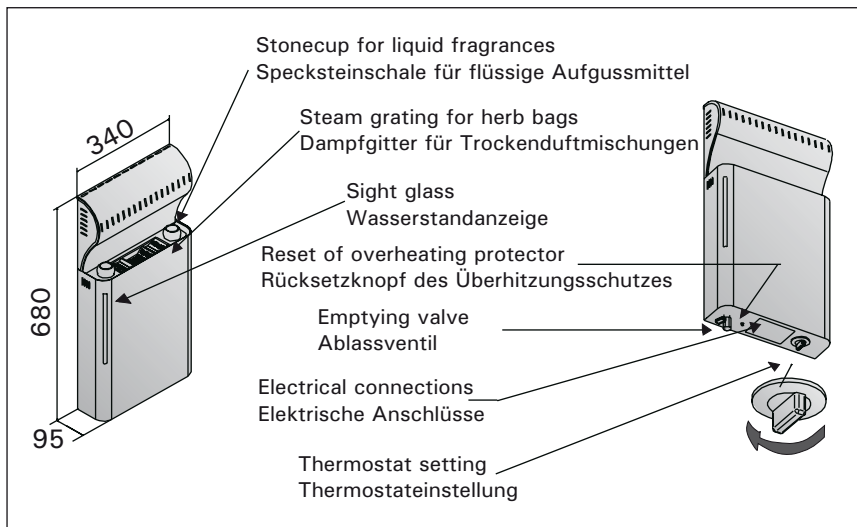 Stonecup for liquid fragrances
Specksteinschale für flüssige Aufgussmittel
Steam grating for herb bags
Dampfgitter für Trockenduftmischungen
340
Sight glass
Wasserstandanzeige
Reset of overheating protector
Rücksetzknopf des Überhitzungsschutzes
680
Emptying valve
Ablassventil
Electrical connections
Elektrische Anschlüsse
95
Thermostat setting
Thermostateinstellung